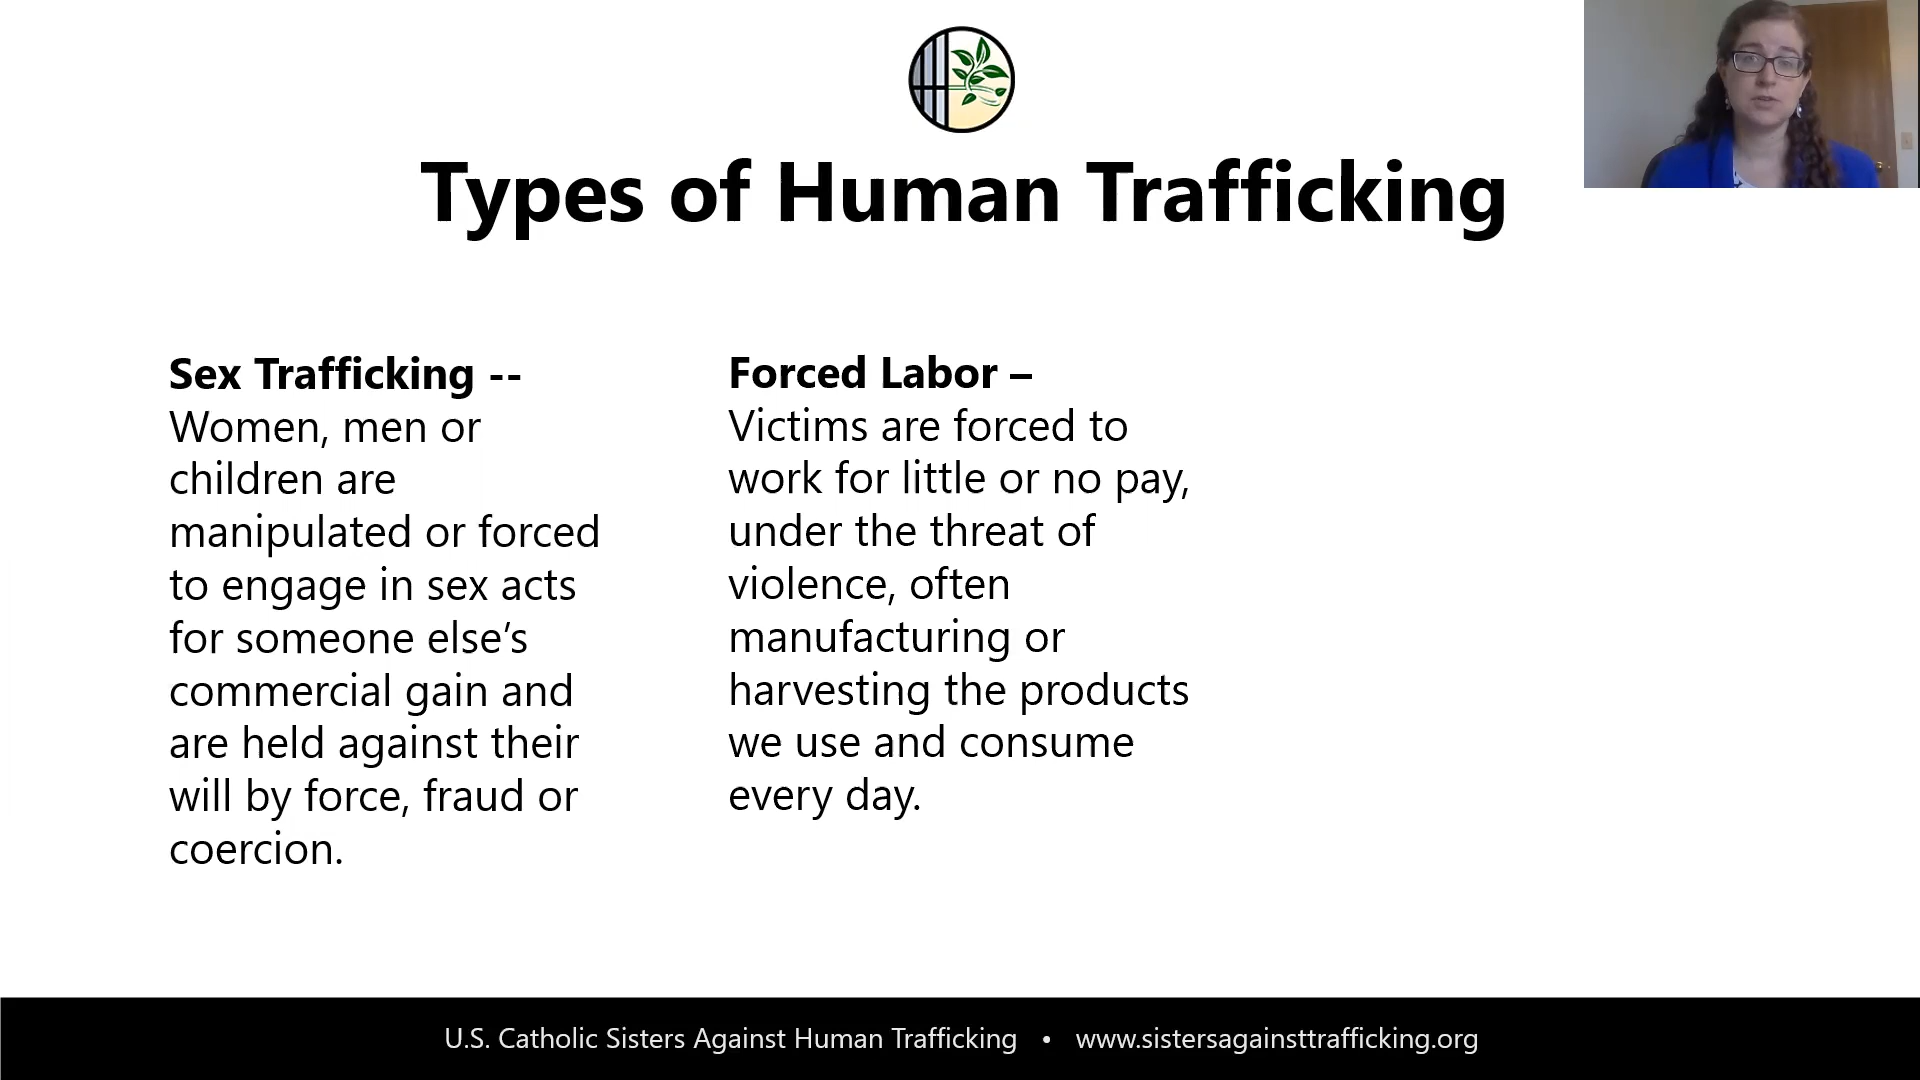 Types of Human Trafficking
Sex Trafficking --
Women, men or
children are
manipulated or forced
to engage in sex acts
for someone else’s
commercial gain and
are held against their
will by force, fraud or
coercion.
Forced Labor –
Victims are forced to
work for little or no pay,
under the threat of
violence, often
manufacturing or
harvesting the products
we use and consume
every day.
U.S. Catholic Sisters Against Human Trafficking • www.sistersagainsttrafficking.org